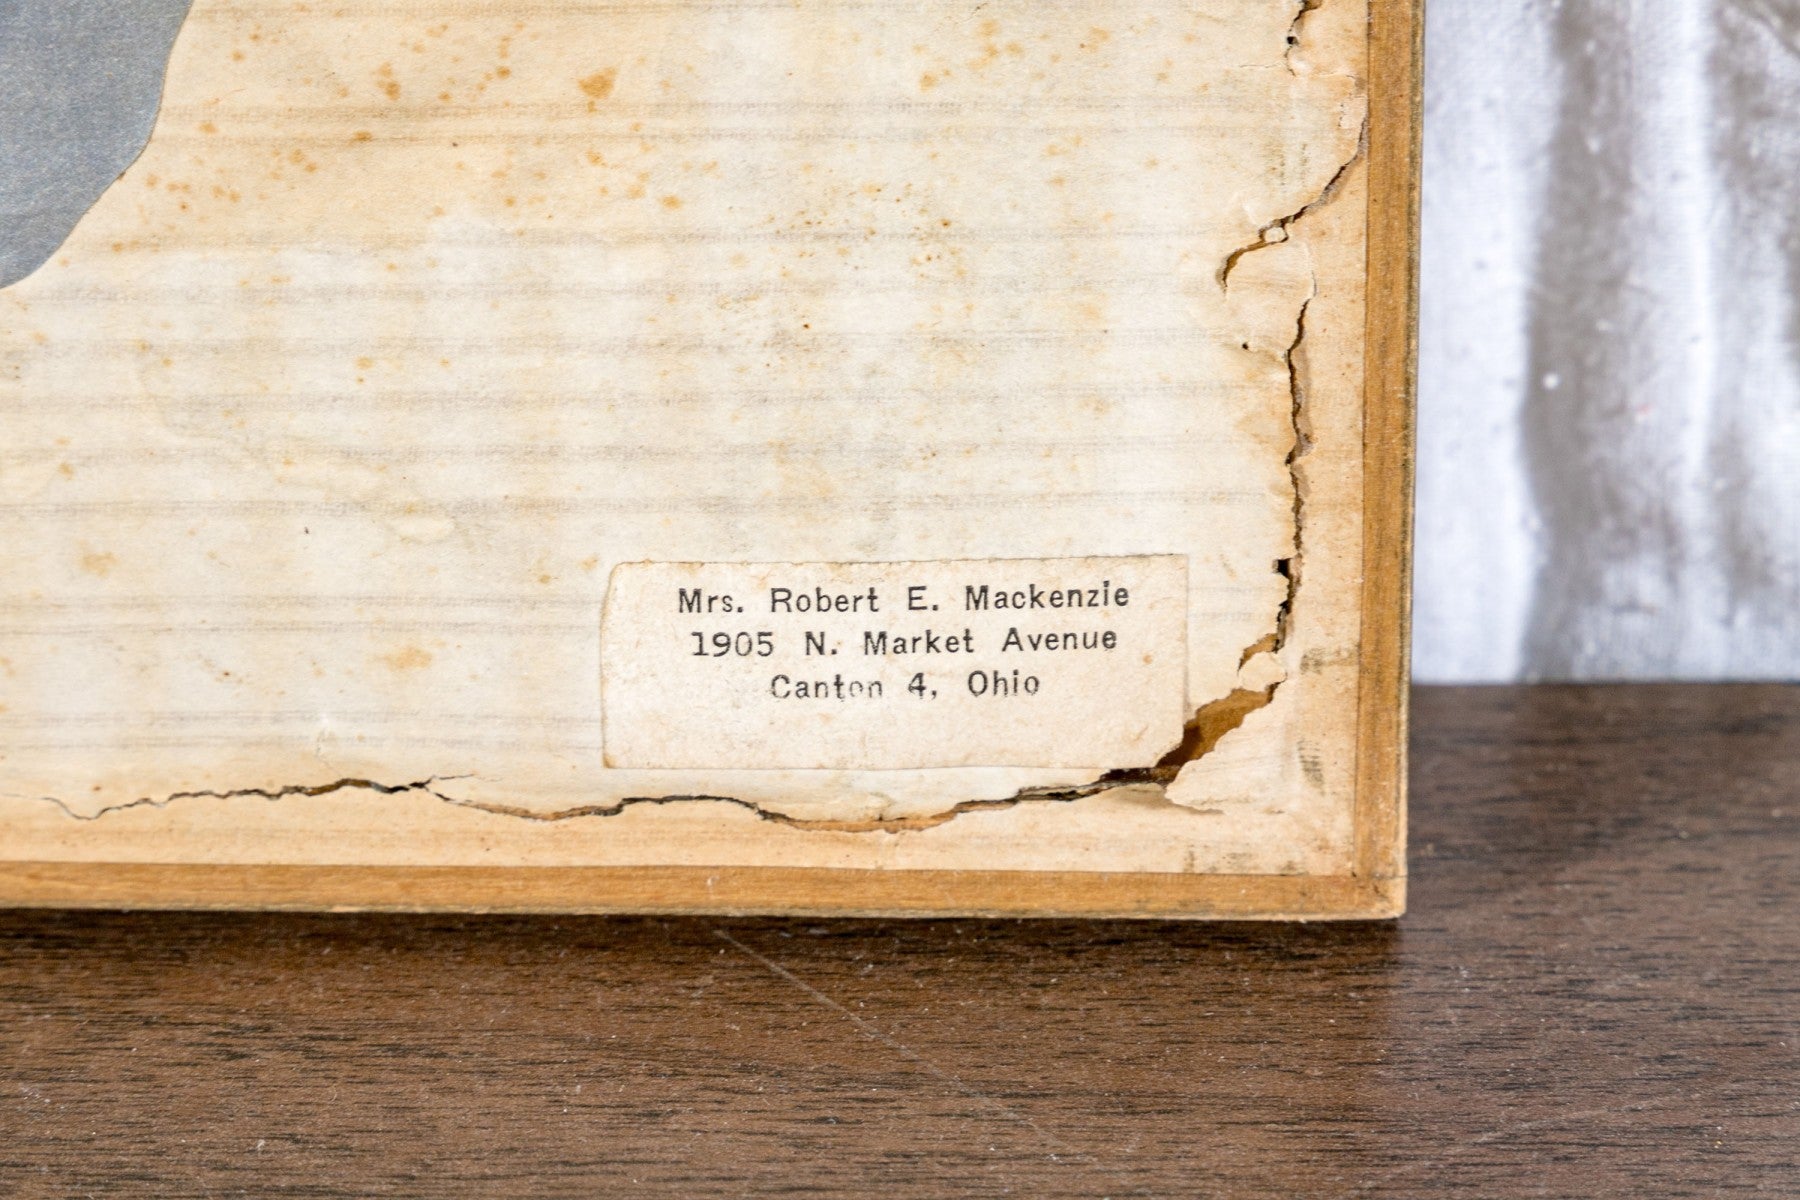 Mrs. Robert E. Mackenzie
1905 N. Market Avenue
Canton 4, Ohio